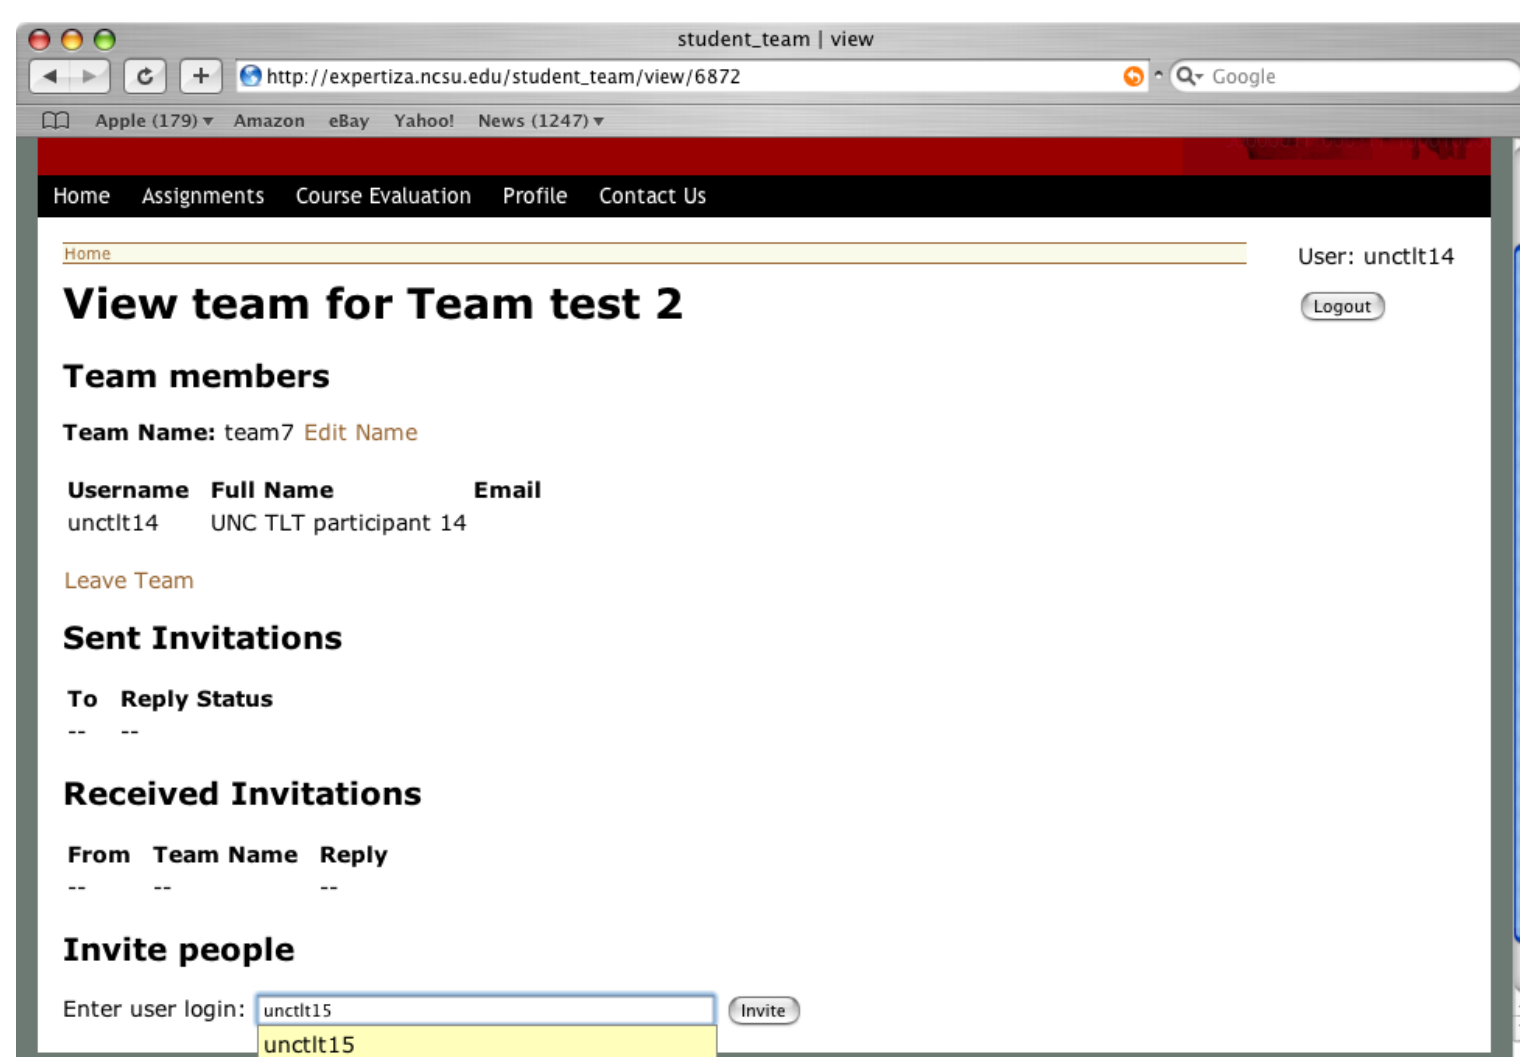 student_team | view
http://expertiza.ncsu.edu/student_team/view/6872
Google
Apple (179) Amazon eBay Yahoo! News (1247)
Home Assignments Course Evaluation Profile Contact Us
Home
User: unctlt14
View team for Team test 2
Logout
Team members
Team Name: team7 Edit Name
Username Full Name Email
unctlt14 UNC TLT participant 14
Leave Team
Sent Invitations
To Reply Status
-- --
Received Invitations
From Team Name Reply
-- -- --
Invite people
Enter user login: unctlt15 Invite
unctlt15